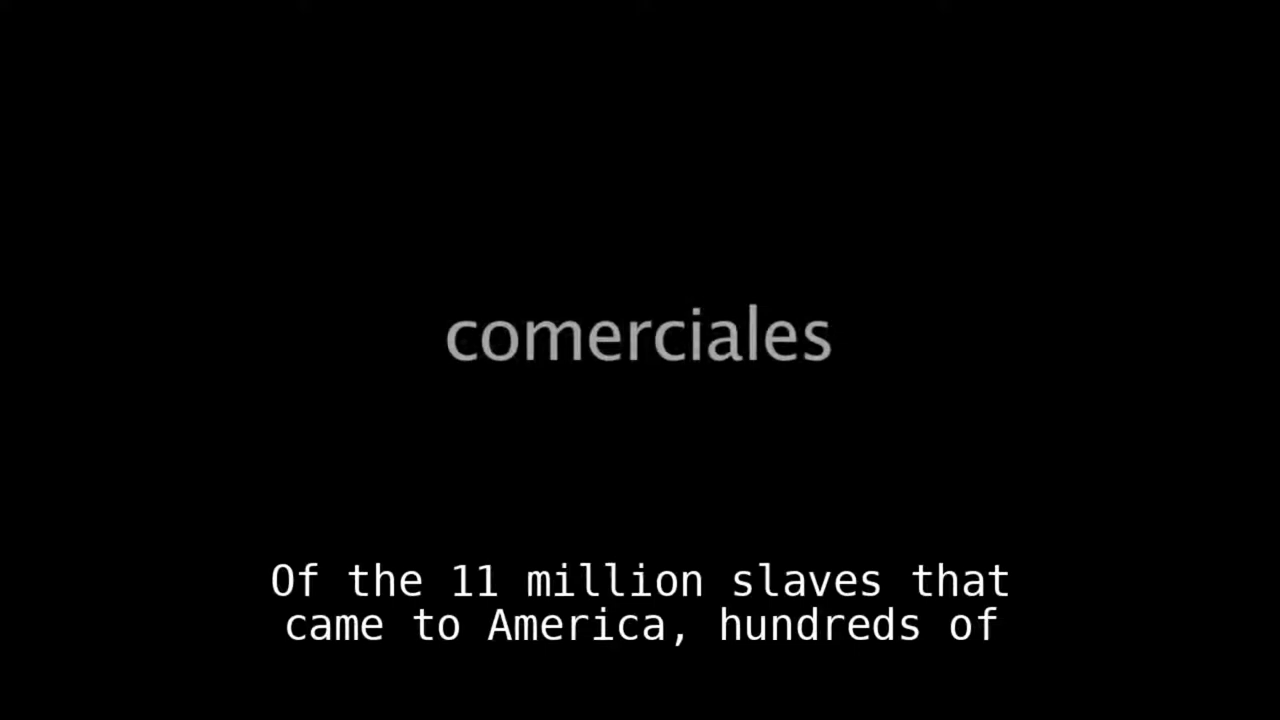 comerciales
Of the 11 million slaves that
came to America, hundreds of